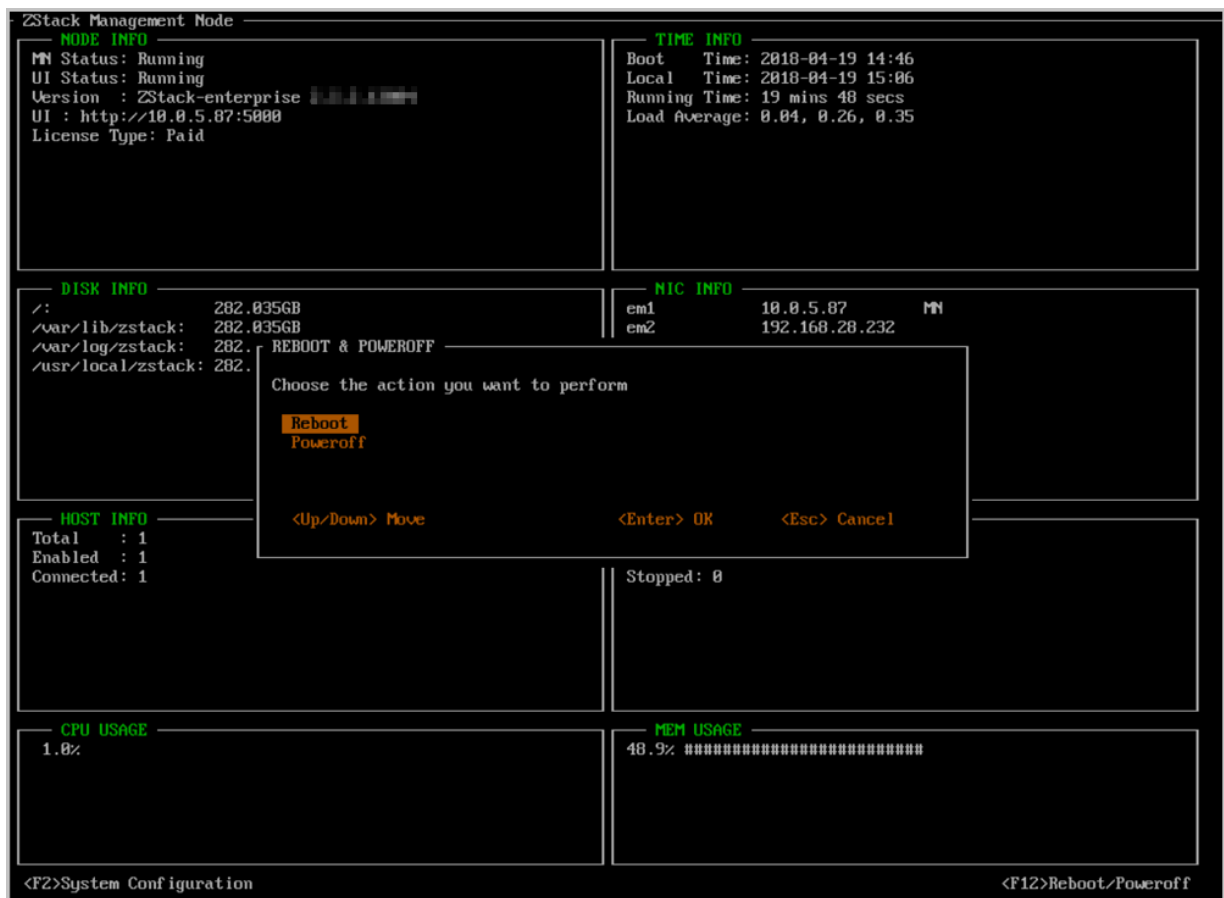 ZStack Management Node
NODE INFO
MN Status: Running
UI Status: Running
Version : ZStack-enterprise
UI : http://10.0.5.87:5000
License Type: Paid
TIME INFO
Boot Time: 2018-04-19 14:46
Local Time: 2018-04-19 15:06
Running Time: 19 mins 48 secs
Load Average: 0.04, 0.26, 0.35
DISK INFO
/: 282.035GB
/var/lib/zstack: 282.035GB
/var/log/zstack: 282.
/usr/local/zstack: 282.
NIC INFO
em1 10.0.5.87 MN
em2 192.168.28.232
REBOOT & POWEROFF
Choose the action you want to perform
Reboot
Poweroff
<Up/Down> Move <Enter> OK <Esc> Cancel
HOST INFO
Total : 1
Enabled : 1
Connected: 1
Stopped: 0
CPU USAGE
1.0%
MEM USAGE
48.9% #########################
<F2>System Configuration <F12>Reboot/Poweroff